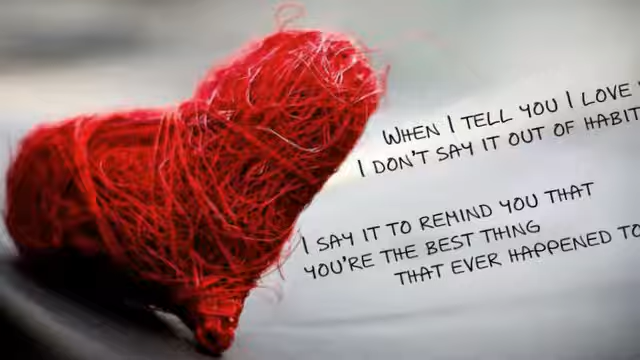 WHEN I TELL YOU I LOVE
I DON'T SAY IT OUT OF HABIT
I SAY IT TO REMIND YOU THAT
YOU'RE THE BEST THING
THAT EVER HAPPENED TO